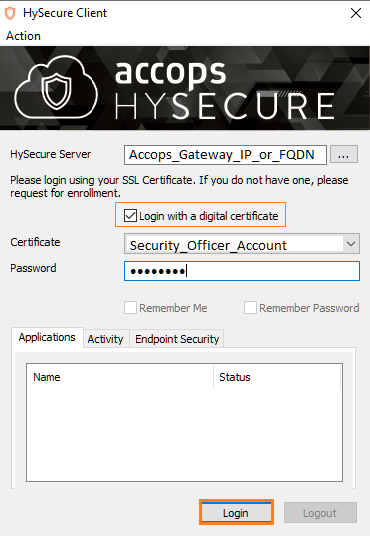 HySecure Client
Action
accops
HYSECURE
HySecure Server
Accops_Gateway_IP_or_FQDN
...
Please login using your SSL Certificate. If you do not have one, please
request for enrollment.
Login with a digital certificate
Certificate
Security_Officer_Account
Password
••••••••
Remember Me
Remember Password
Applications
Activity
Endpoint Security
Name
Status
Login
Logout